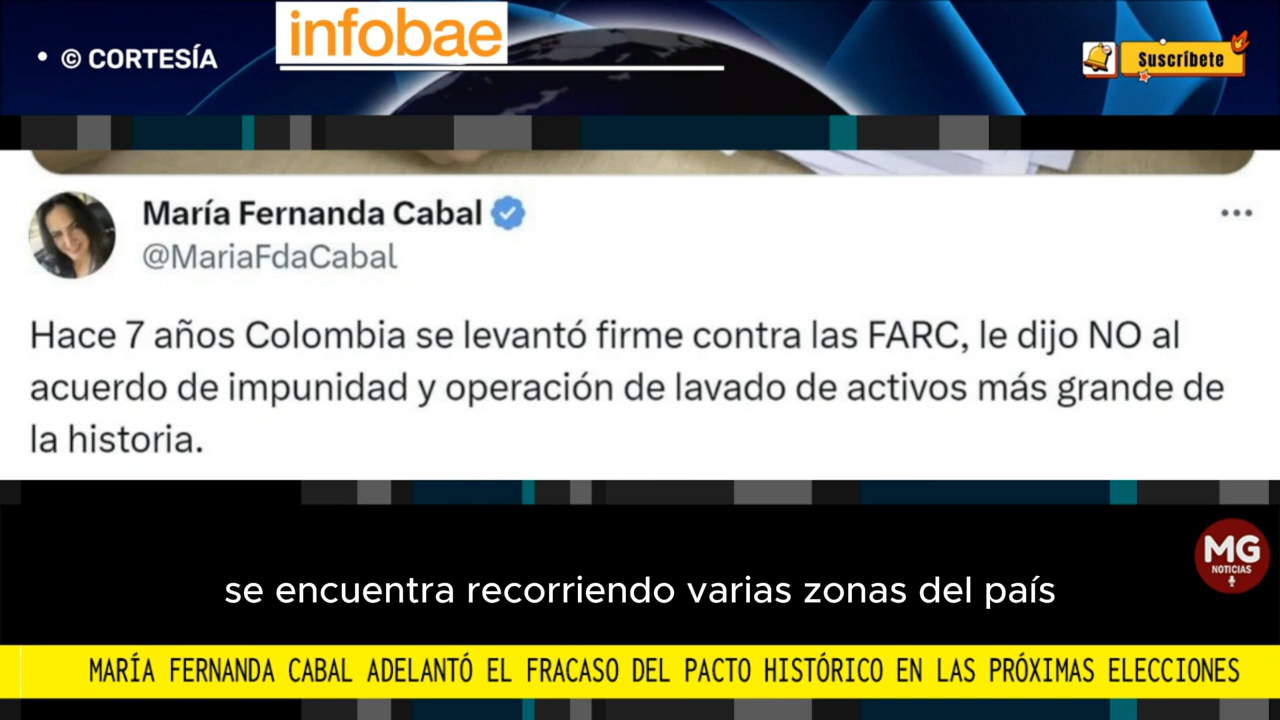 • © CORTESÍA
infobae
Suscríbete
María Fernanda Cabal
@MariaFdaCabal
Hace 7 años Colombia se levantó firme contra las FARC, le dijo NO al
acuerdo de impunidad y operación de lavado de activos más grande de
la historia.
MG
NOTICIAS
se encuentra recorriendo varias zonas del país
MARÍA FERNANDA CABAL ADELANTÓ EL FRACASO DEL PACTO HISTÓRICO EN LAS PRÓXIMAS ELECCIONES